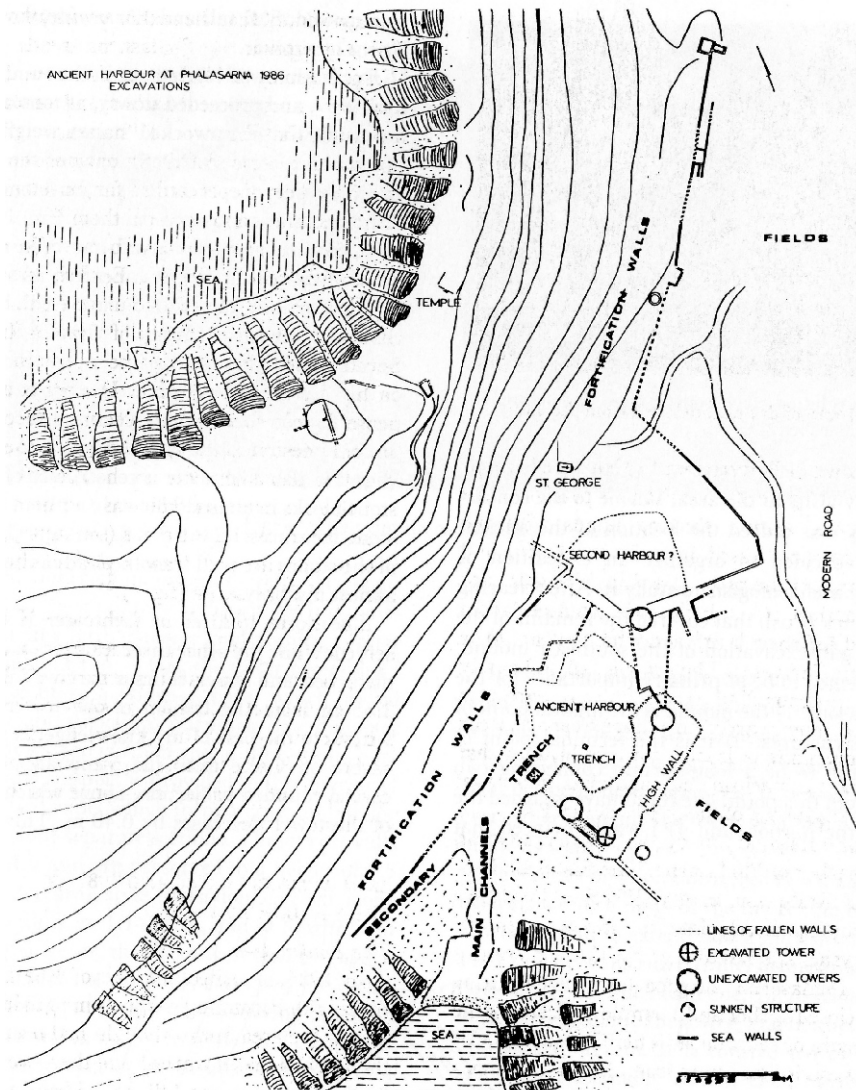 ANCIENT HARBOUR AT PHALASARNA 1986
EXCAVATIONS
SEA
TEMPLE
FORTIFICATION WALLS
FIELDS
ST GEORGE
SECOND HARBOUR ?
MODERN ROAD
ANCIENT HARBOUR
TRENCH
TRENCH
HIGH WALL
FIELDS
FORTIFICATION WALLS
SECONDARY
MAIN CHANNELS
SEA
LINES OF FALLEN WALLS
EXCAVATED TOWER
UNEXCAVATED TOWERS
SUNKEN STRUCTURE
SEA WALLS